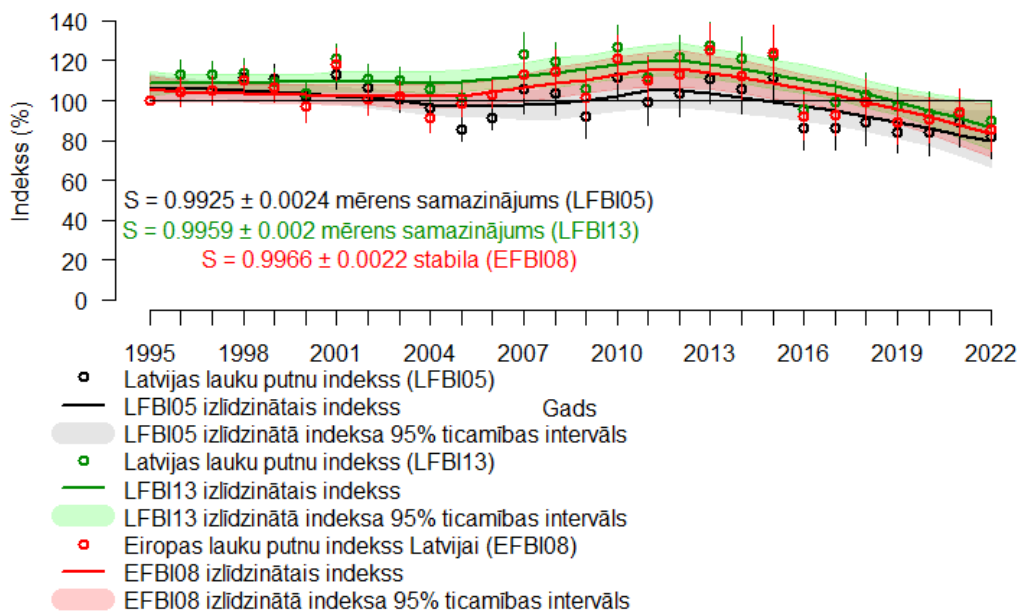 140
120
100
80
60
40
20
0
Indekss (%)
S = 0.9925 ± 0.0024 mērens samazinājums (LFBI05)
S = 0.9959 ± 0.002 mērens samazinājums (LFBI13)
S = 0.9966 ± 0.0022 stabila (EFBI08)
1995 1998 2001 2004 2007 2010 2013 2016 2019 2022
Gads
Latvijas lauku putnu indekss (LFBI05)
LFBI05 izlīdzinātais indekss
LFBI05 izlīdzinātā indeksa 95% ticamības intervāls
Latvijas lauku putnu indekss (LFBI13)
LFBI13 izlīdzinātais indekss
LFBI13 izlīdzinātā indeksa 95% ticamības intervāls
Eiropas lauku putnu indekss Latvijai (EFBI08)
EFBI08 izlīdzinātais indekss
EFBI08 izlīdzinātā indeksa 95% ticamības intervāls